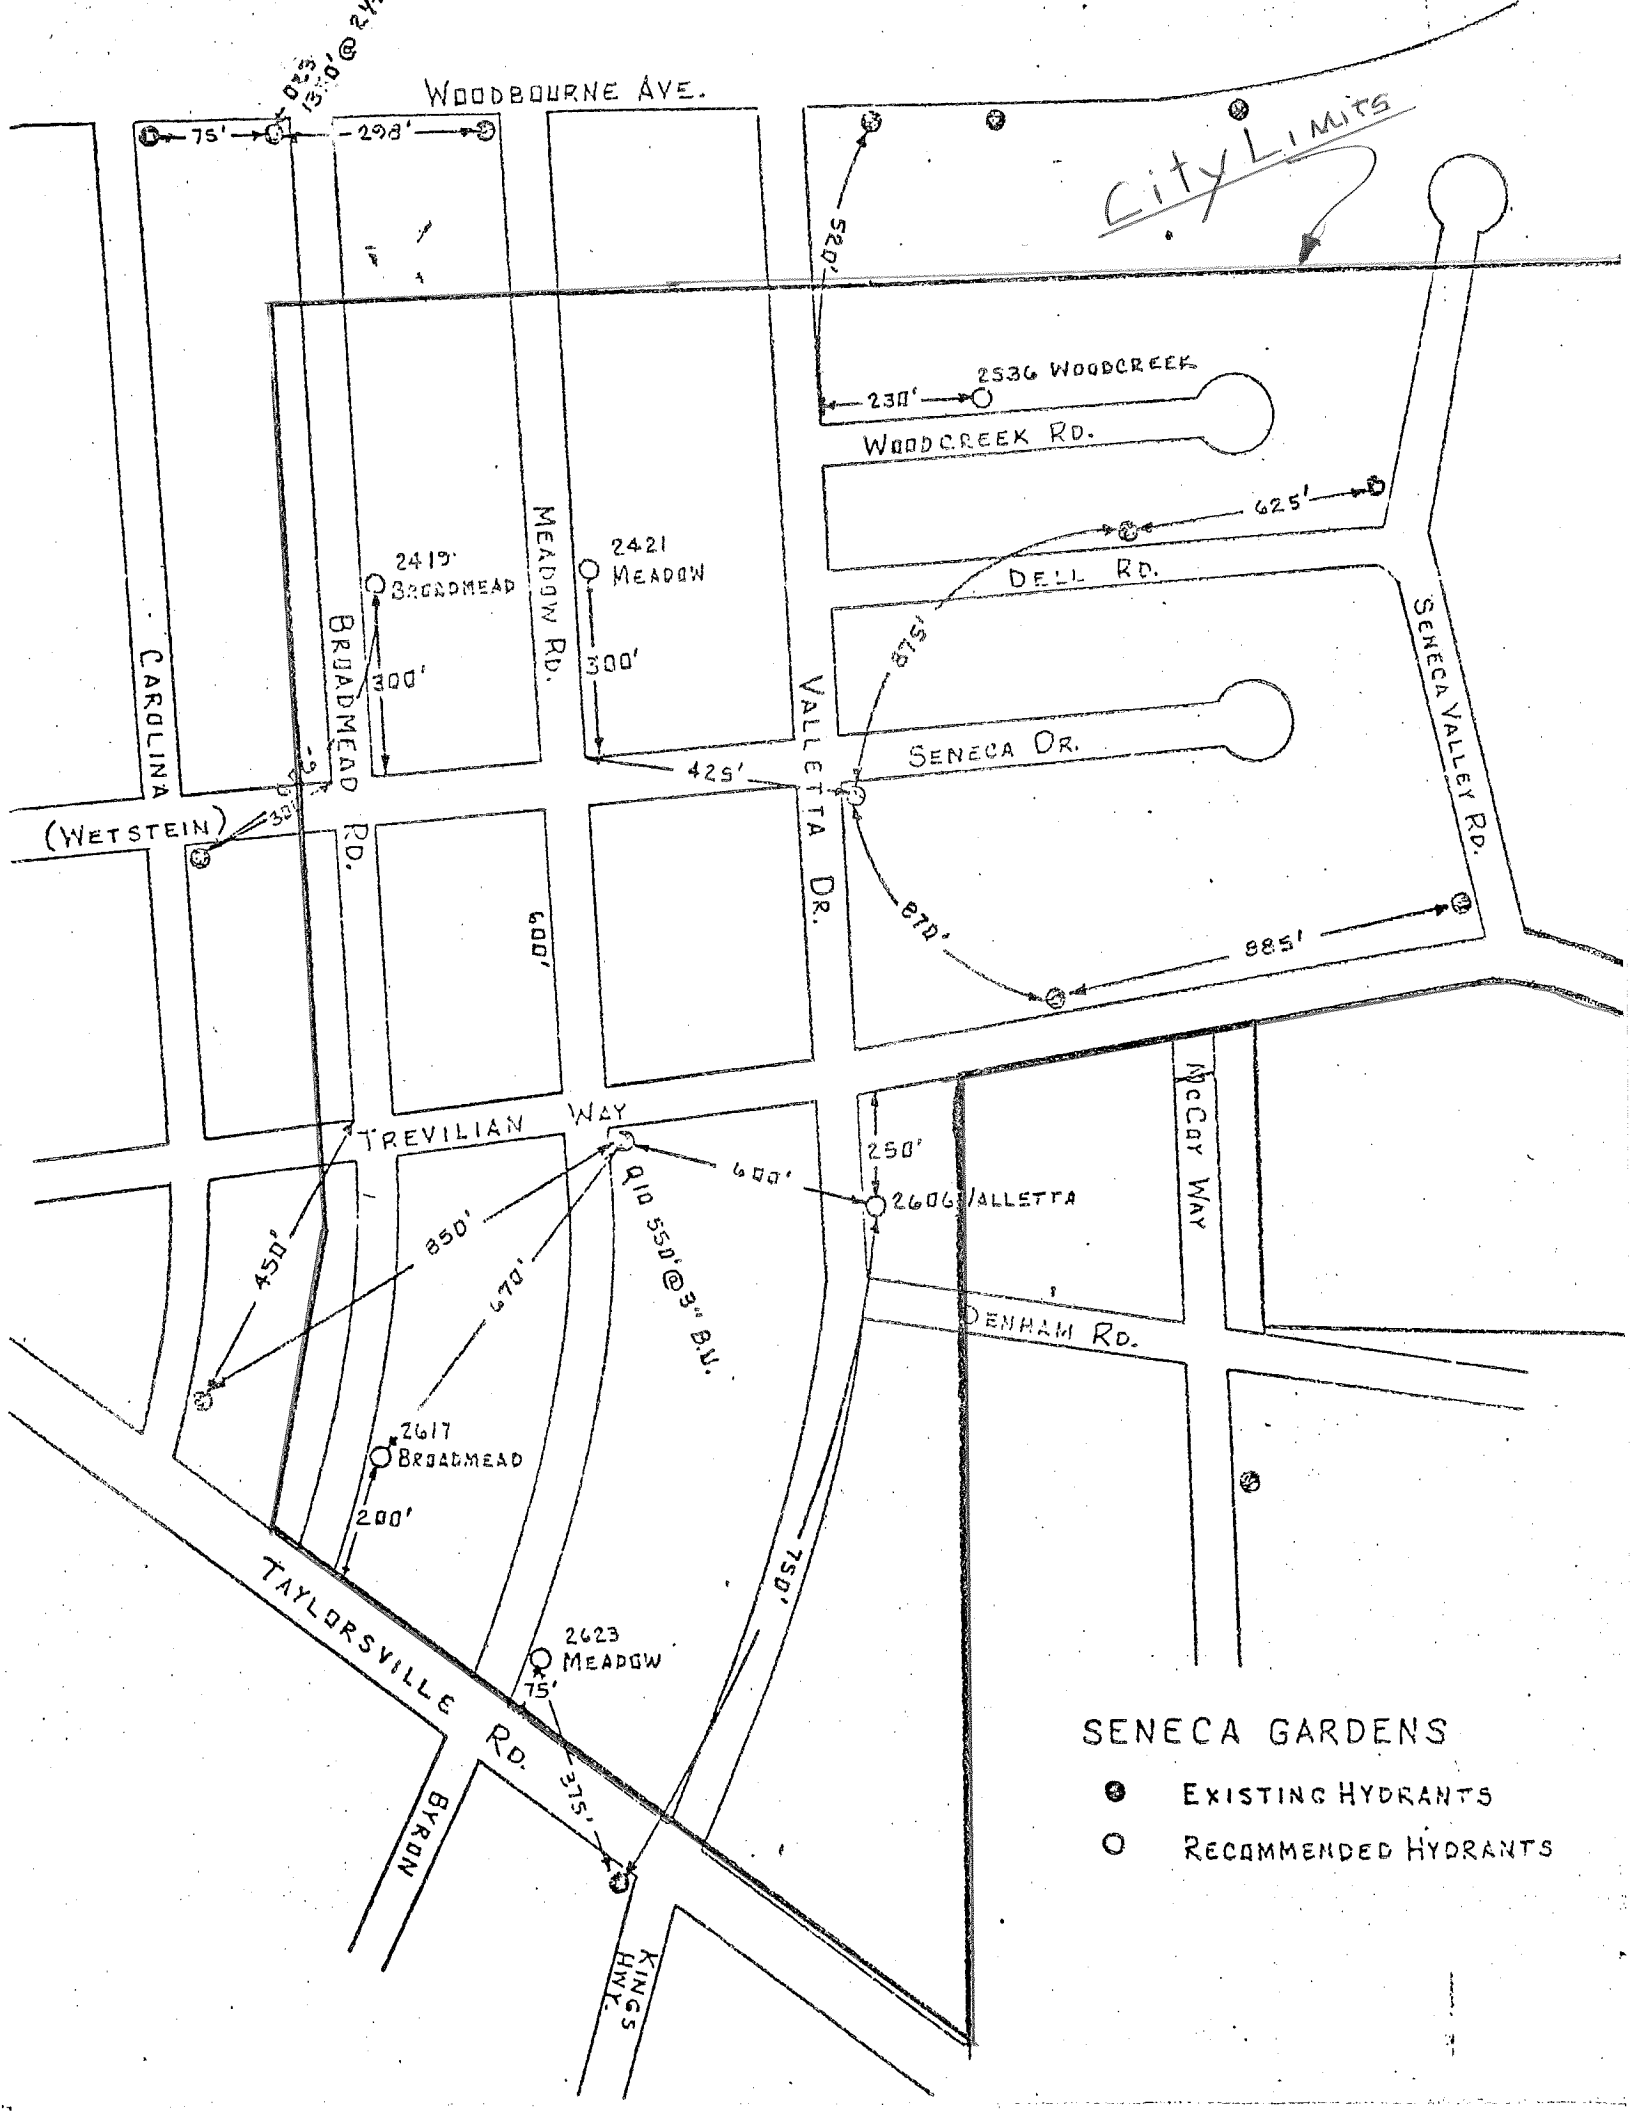 WOODBOURNE AVE.
75'
298'
City Limits
520'
2536 WOODCREEK
230'
WOODCREEK RD.
625'
2419
BROADMEAD
2421
MEADOW
MEADOW RD.
DELL RD.
300'
300'
875'
CAROLINA
BROADMEAD RD.
VALLETTA DR.
SENECA DR.
SENECA VALLEY RD.
425'
(WETSTEIN)
600'
870'
885'
TREVILIAN WAY
250'
600'
2606 VALLETTA
McCOY WAY
Q10 550' @ 3" B.N.
450'
850'
670'
DENHAM RD.
2617
BROADMEAD
200'
750'
TAYLORSVILLE RD.
2623
MEADOW
75'
375'
BYRON
KINGS
HWY.
SENECA GARDENS
EXISTING HYDRANTS
RECOMMENDED HYDRANTS